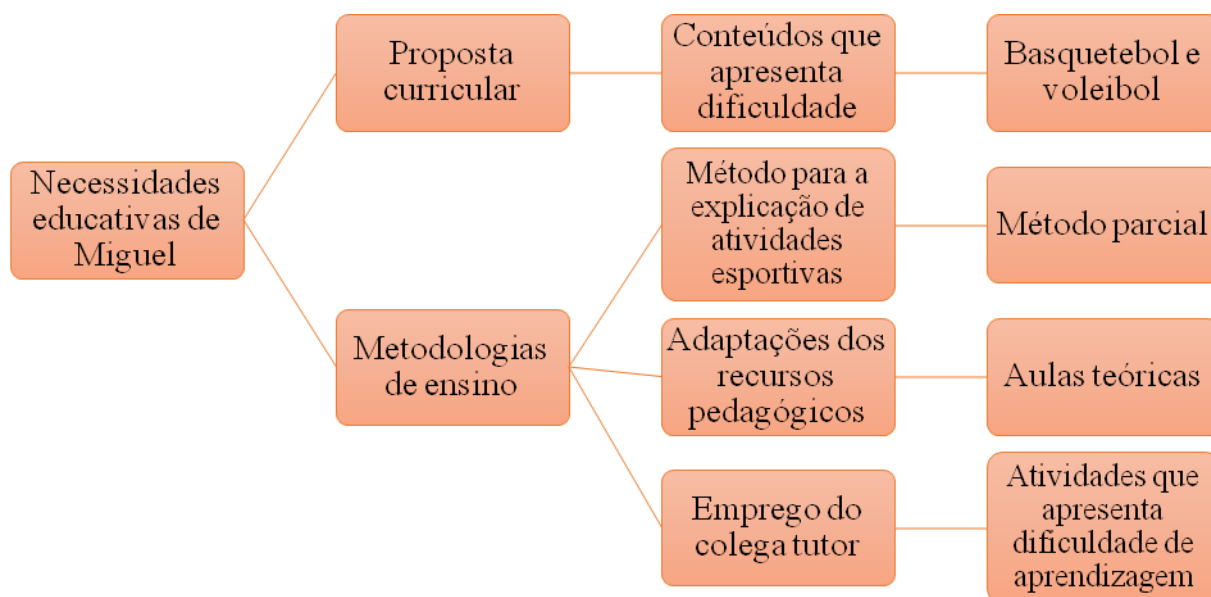 Necessidades
educativas de
Miguel
Proposta
curricular
Conteúdos que
apresenta
dificuldade
Basquetebol e
voleibol
Metodologias
de ensino
Método para a
explicação de
atividades
esportivas
Método parcial
Adaptações dos
recursos
pedagógicos
Aulas teóricas
Emprego do
colega tutor
Atividades que
apresenta
dificuldade de
aprendizagem